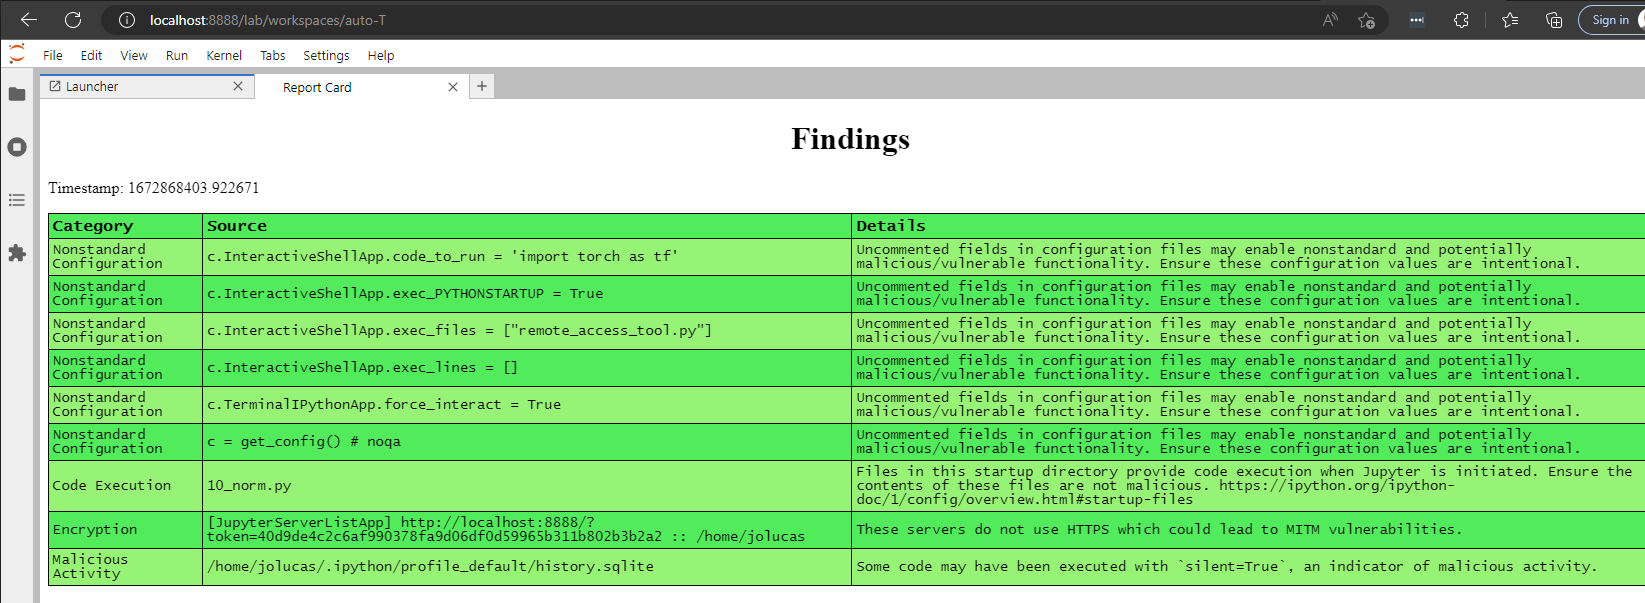 localhost:8888/lab/workspaces/auto-T
Sign in
File Edit View Run Kernel Tabs Settings Help
Launcher
Report Card
Findings
Timestamp: 1672868403.922671
Category Source Details
Nonstandard Configuration
c.InteractiveShellApp.code_to_run = 'import torch as tf'
Uncommented fields in configuration files may enable nonstandard and potentially
malicious/vulnerable functionality. Ensure these configuration values are intentional.
Nonstandard Configuration
c.InteractiveShellApp.exec_PYTHONSTARTUP = True
Uncommented fields in configuration files may enable nonstandard and potentially
malicious/vulnerable functionality. Ensure these configuration values are intentional.
Nonstandard Configuration
c.InteractiveShellApp.exec_files = ["remote_access_tool.py"]
Uncommented fields in configuration files may enable nonstandard and potentially
malicious/vulnerable functionality. Ensure these configuration values are intentional.
Nonstandard Configuration
c.InteractiveShellApp.exec_lines = []
Uncommented fields in configuration files may enable nonstandard and potentially
malicious/vulnerable functionality. Ensure these configuration values are intentional.
Nonstandard Configuration
c.TerminalIPythonApp.force_interact = True
Uncommented fields in configuration files may enable nonstandard and potentially
malicious/vulnerable functionality. Ensure these configuration values are intentional.
Nonstandard Configuration
c = get_config() # noqa
Uncommented fields in configuration files may enable nonstandard and potentially
malicious/vulnerable functionality. Ensure these configuration values are intentional.
Code Execution
10_norm.py
Files in this startup directory provide code execution when Jupyter is initiated. Ensure the
contents of these files are not malicious. https://ipython.org/ipython-
doc/1/config/overview.html#startup-files
Encryption
[JupyterServerListApp] http://localhost:8888/?
token=40d9de4c2c6af990378fa9d06df0d59965b311b802b3b2a2 :: /home/jolucas
These servers do not use HTTPS which could lead to MITM vulnerabilities.
Malicious Activity
/home/jolucas/.ipython/profile_default/history.sqlite
Some code may have been executed with `silent=True`, an indicator of malicious activity.